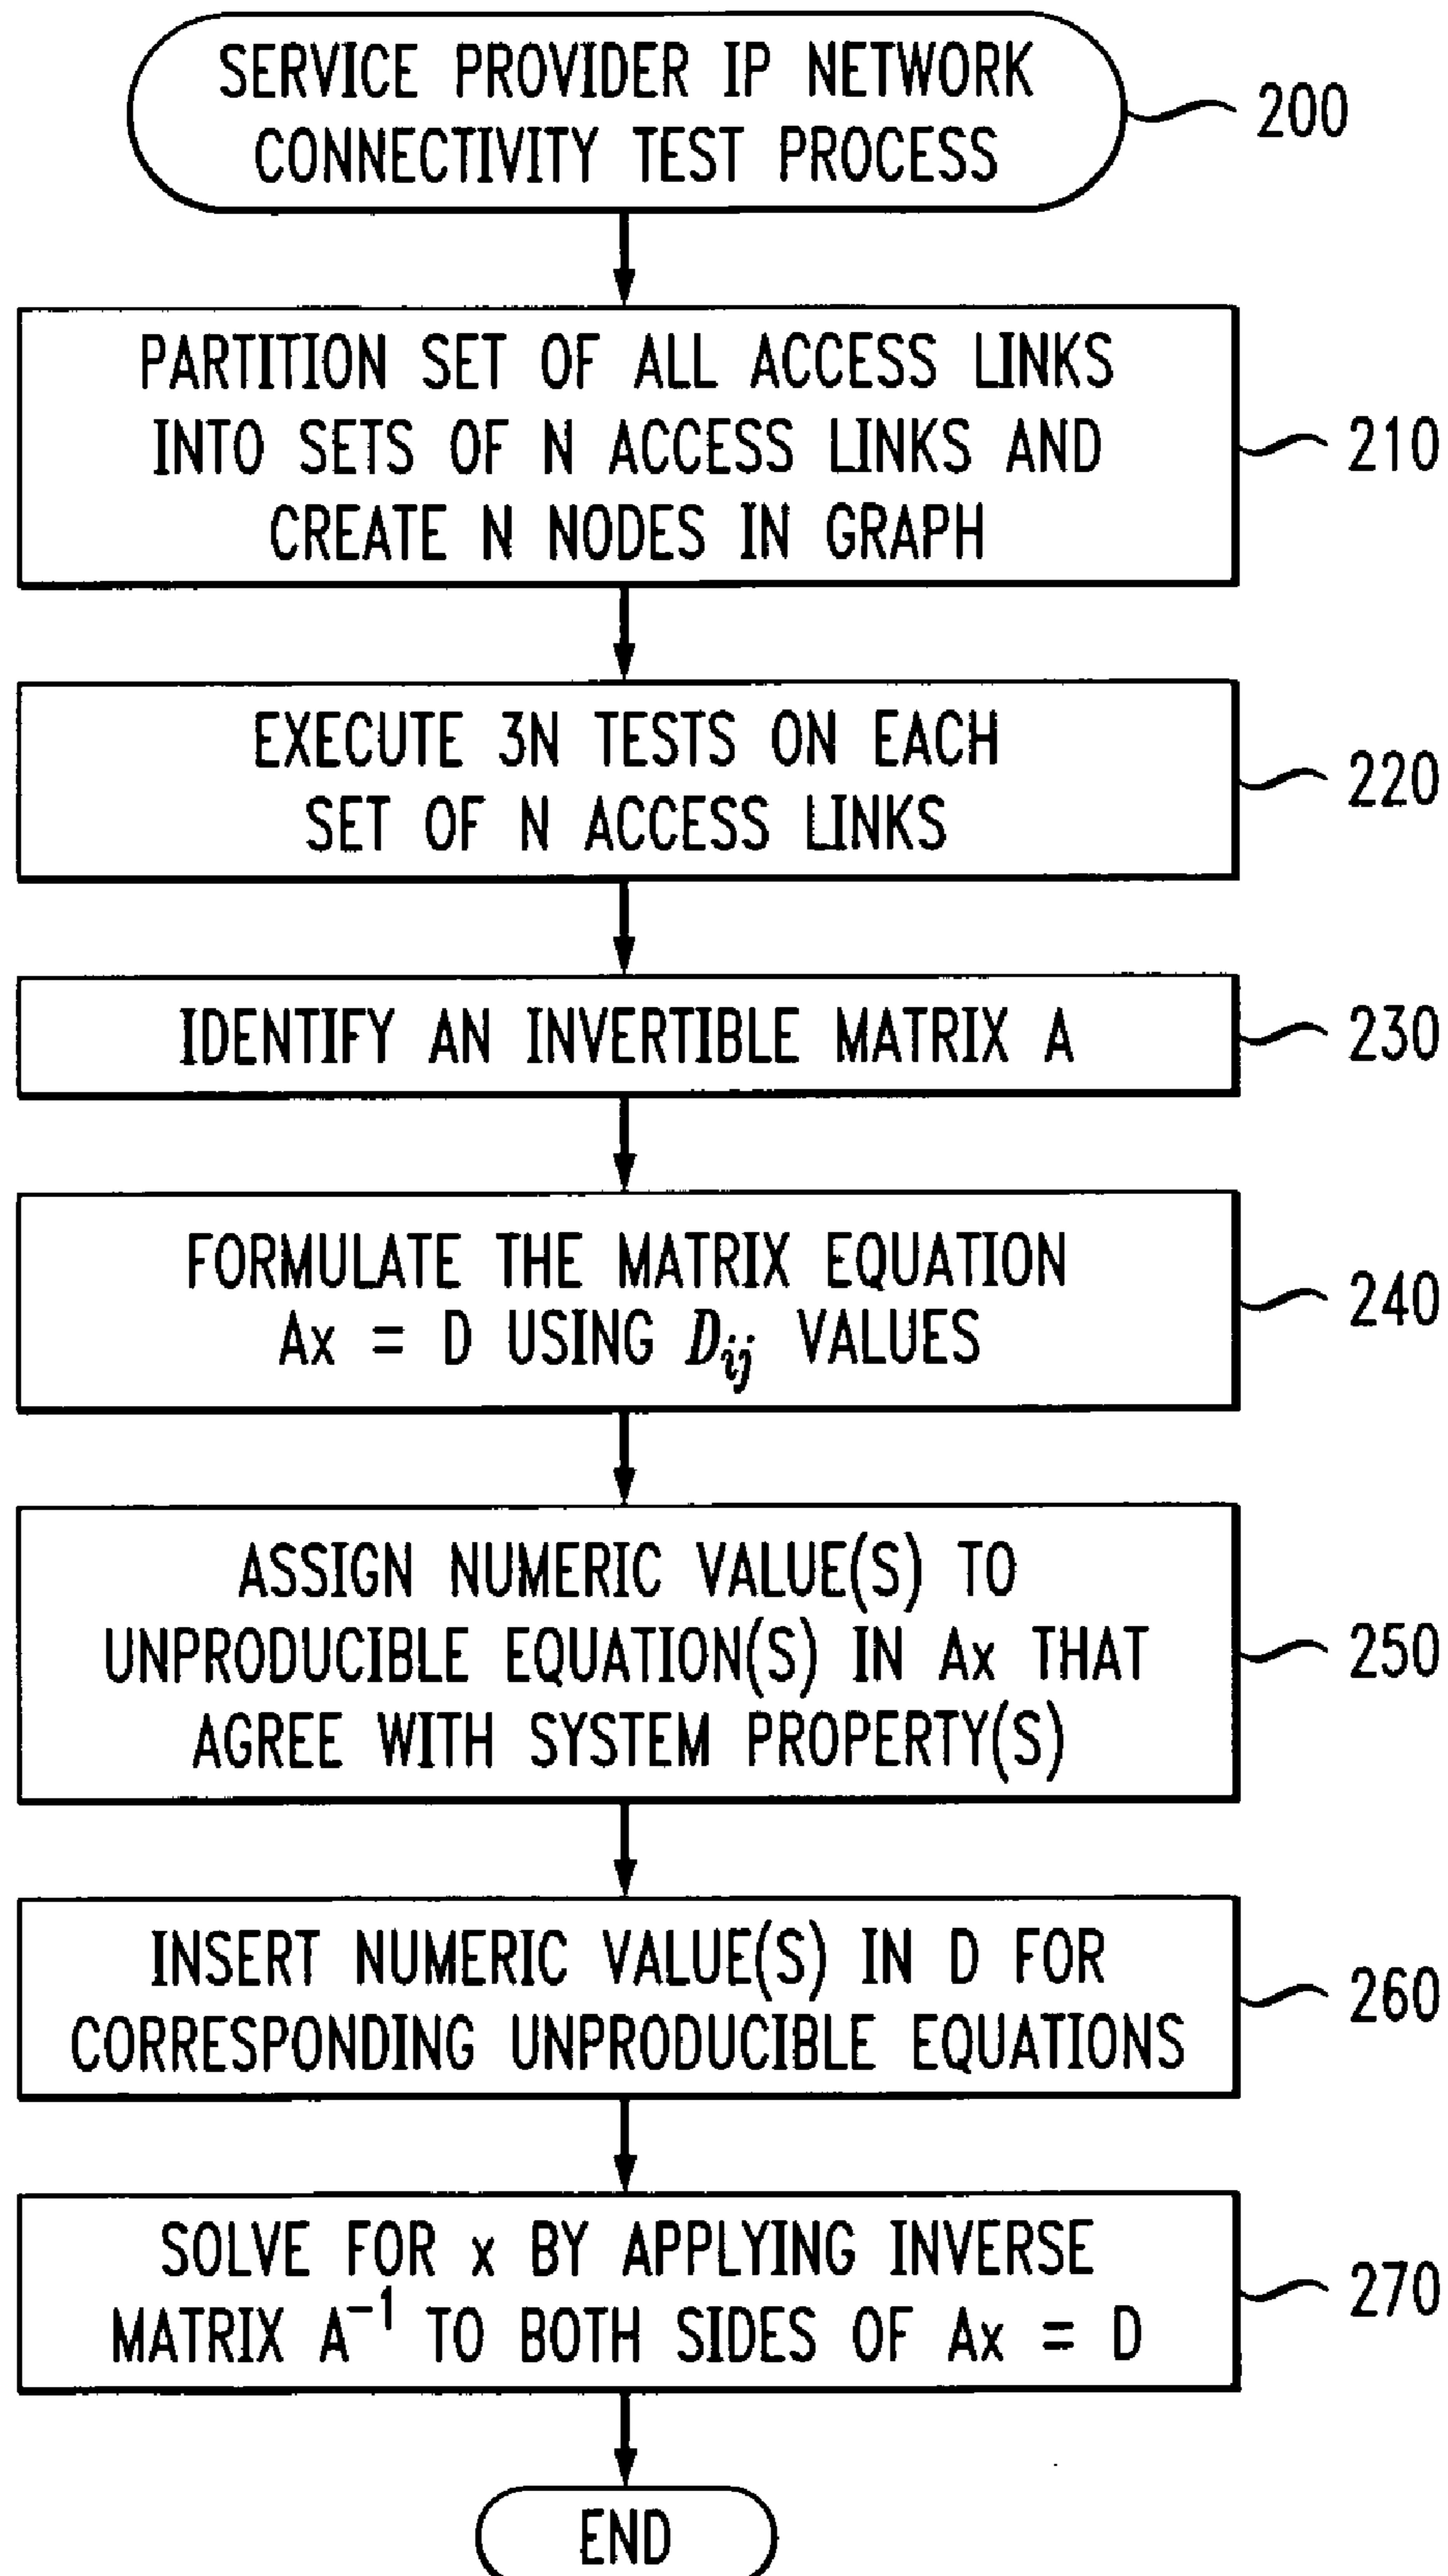 SERVICE PROVIDER IP NETWORK
CONNECTIVITY TEST PROCESS
200
PARTITION SET OF ALL ACCESS LINKS
INTO SETS OF N ACCESS LINKS AND
CREATE N NODES IN GRAPH
210
EXECUTE 3N TESTS ON EACH
SET OF N ACCESS LINKS
220
IDENTIFY AN INVERTIBLE MATRIX A
230
FORMULATE THE MATRIX EQUATION
Ax = D USING D_{ij} VALUES
240
ASSIGN NUMERIC VALUE(S) TO
UNPRODUCIBLE EQUATION(S) IN Ax THAT
AGREE WITH SYSTEM PROPERTY(S)
250
INSERT NUMERIC VALUE(S) IN D FOR
CORRESPONDING UNPRODUCIBLE EQUATIONS
260
SOLVE FOR x BY APPLYING INVERSE
MATRIX A⁻¹ TO BOTH SIDES OF Ax = D
270
END